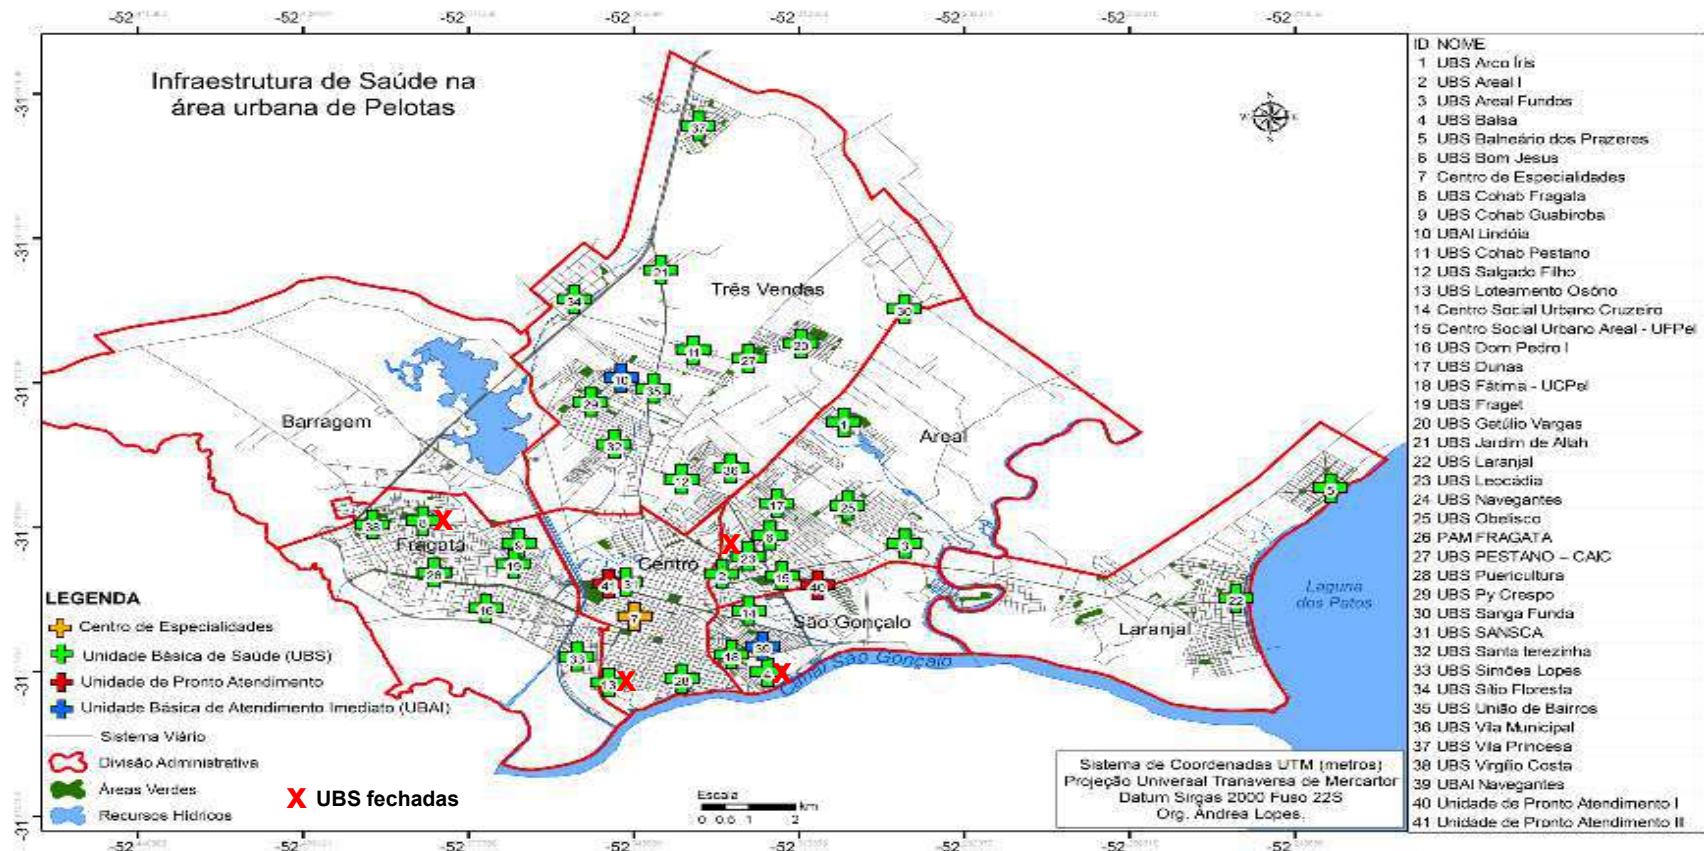 Infraestrutura de Saúde na
área urbana de Pelotas
Três Vendas
Barragem
Areal
Fragata
Centro
São Gonçalo
Laranjal
Laguna
dos Patos
Canal São Gonçalo
LEGENDA
Centro de Especialidades
Unidade Básica de Saúde (UBS)
Unidade de Pronto Atendimento
Unidade Básica de Atendimento Imediato (UBAI)
Sistema Viário
Divisão Administrativa
Áreas Verdes
Recursos Hídricos
X UBS fechadas
Escala
km
0 0.5 1 2
Sistema de Coordenadas UTM (metros)
Projeção Universal Transversa de Mercartor
Datum Sirgas 2000 Fuso 22S
Org. Andrea Lopes.
ID NOME
1 UBS Arco Íris
2 UBS Areal I
3 UBS Areal Fundos
4 UBS Balsa
5 UBS Balneário dos Prazeres
6 UBS Bom Jesus
7 Centro de Especialidades
8 UBS Cohab Fragata
9 UBS Cohab Guabiroba
10 UBAI Lindóia
11 UBS Cohab Pestano
12 UBS Salgado Filho
13 UBS Loteamento Osório
14 Centro Social Urbano Cruzeiro
15 Centro Social Urbano Areal - UFPel
16 UBS Dom Pedro I
17 UBS Dunas
18 UBS Fátima - UCPel
19 UBS Fraget
20 UBS Getúlio Vargas
21 UBS Jardim de Allah
22 UBS Laranjal
23 UBS Leocádia
24 UBS Navegantes
25 UBS Obelisco
26 PAM FRAGATA
27 UBS PESTANO – CAIC
28 UBS Puericultura
29 UBS Py Crespo
30 UBS Sanga Funda
31 UBS SANSCA
32 UBS Santa terezinha
33 UBS Simões Lopes
34 UBS Sítio Floresta
35 UBS União de Bairros
36 UBS Vila Municipal
37 UBS Vila Princesa
38 UBS Virgílio Costa
39 UBAI Navegantes
40 Unidade de Pronto Atendimento I
41 Unidade de Pronto Atendimento II